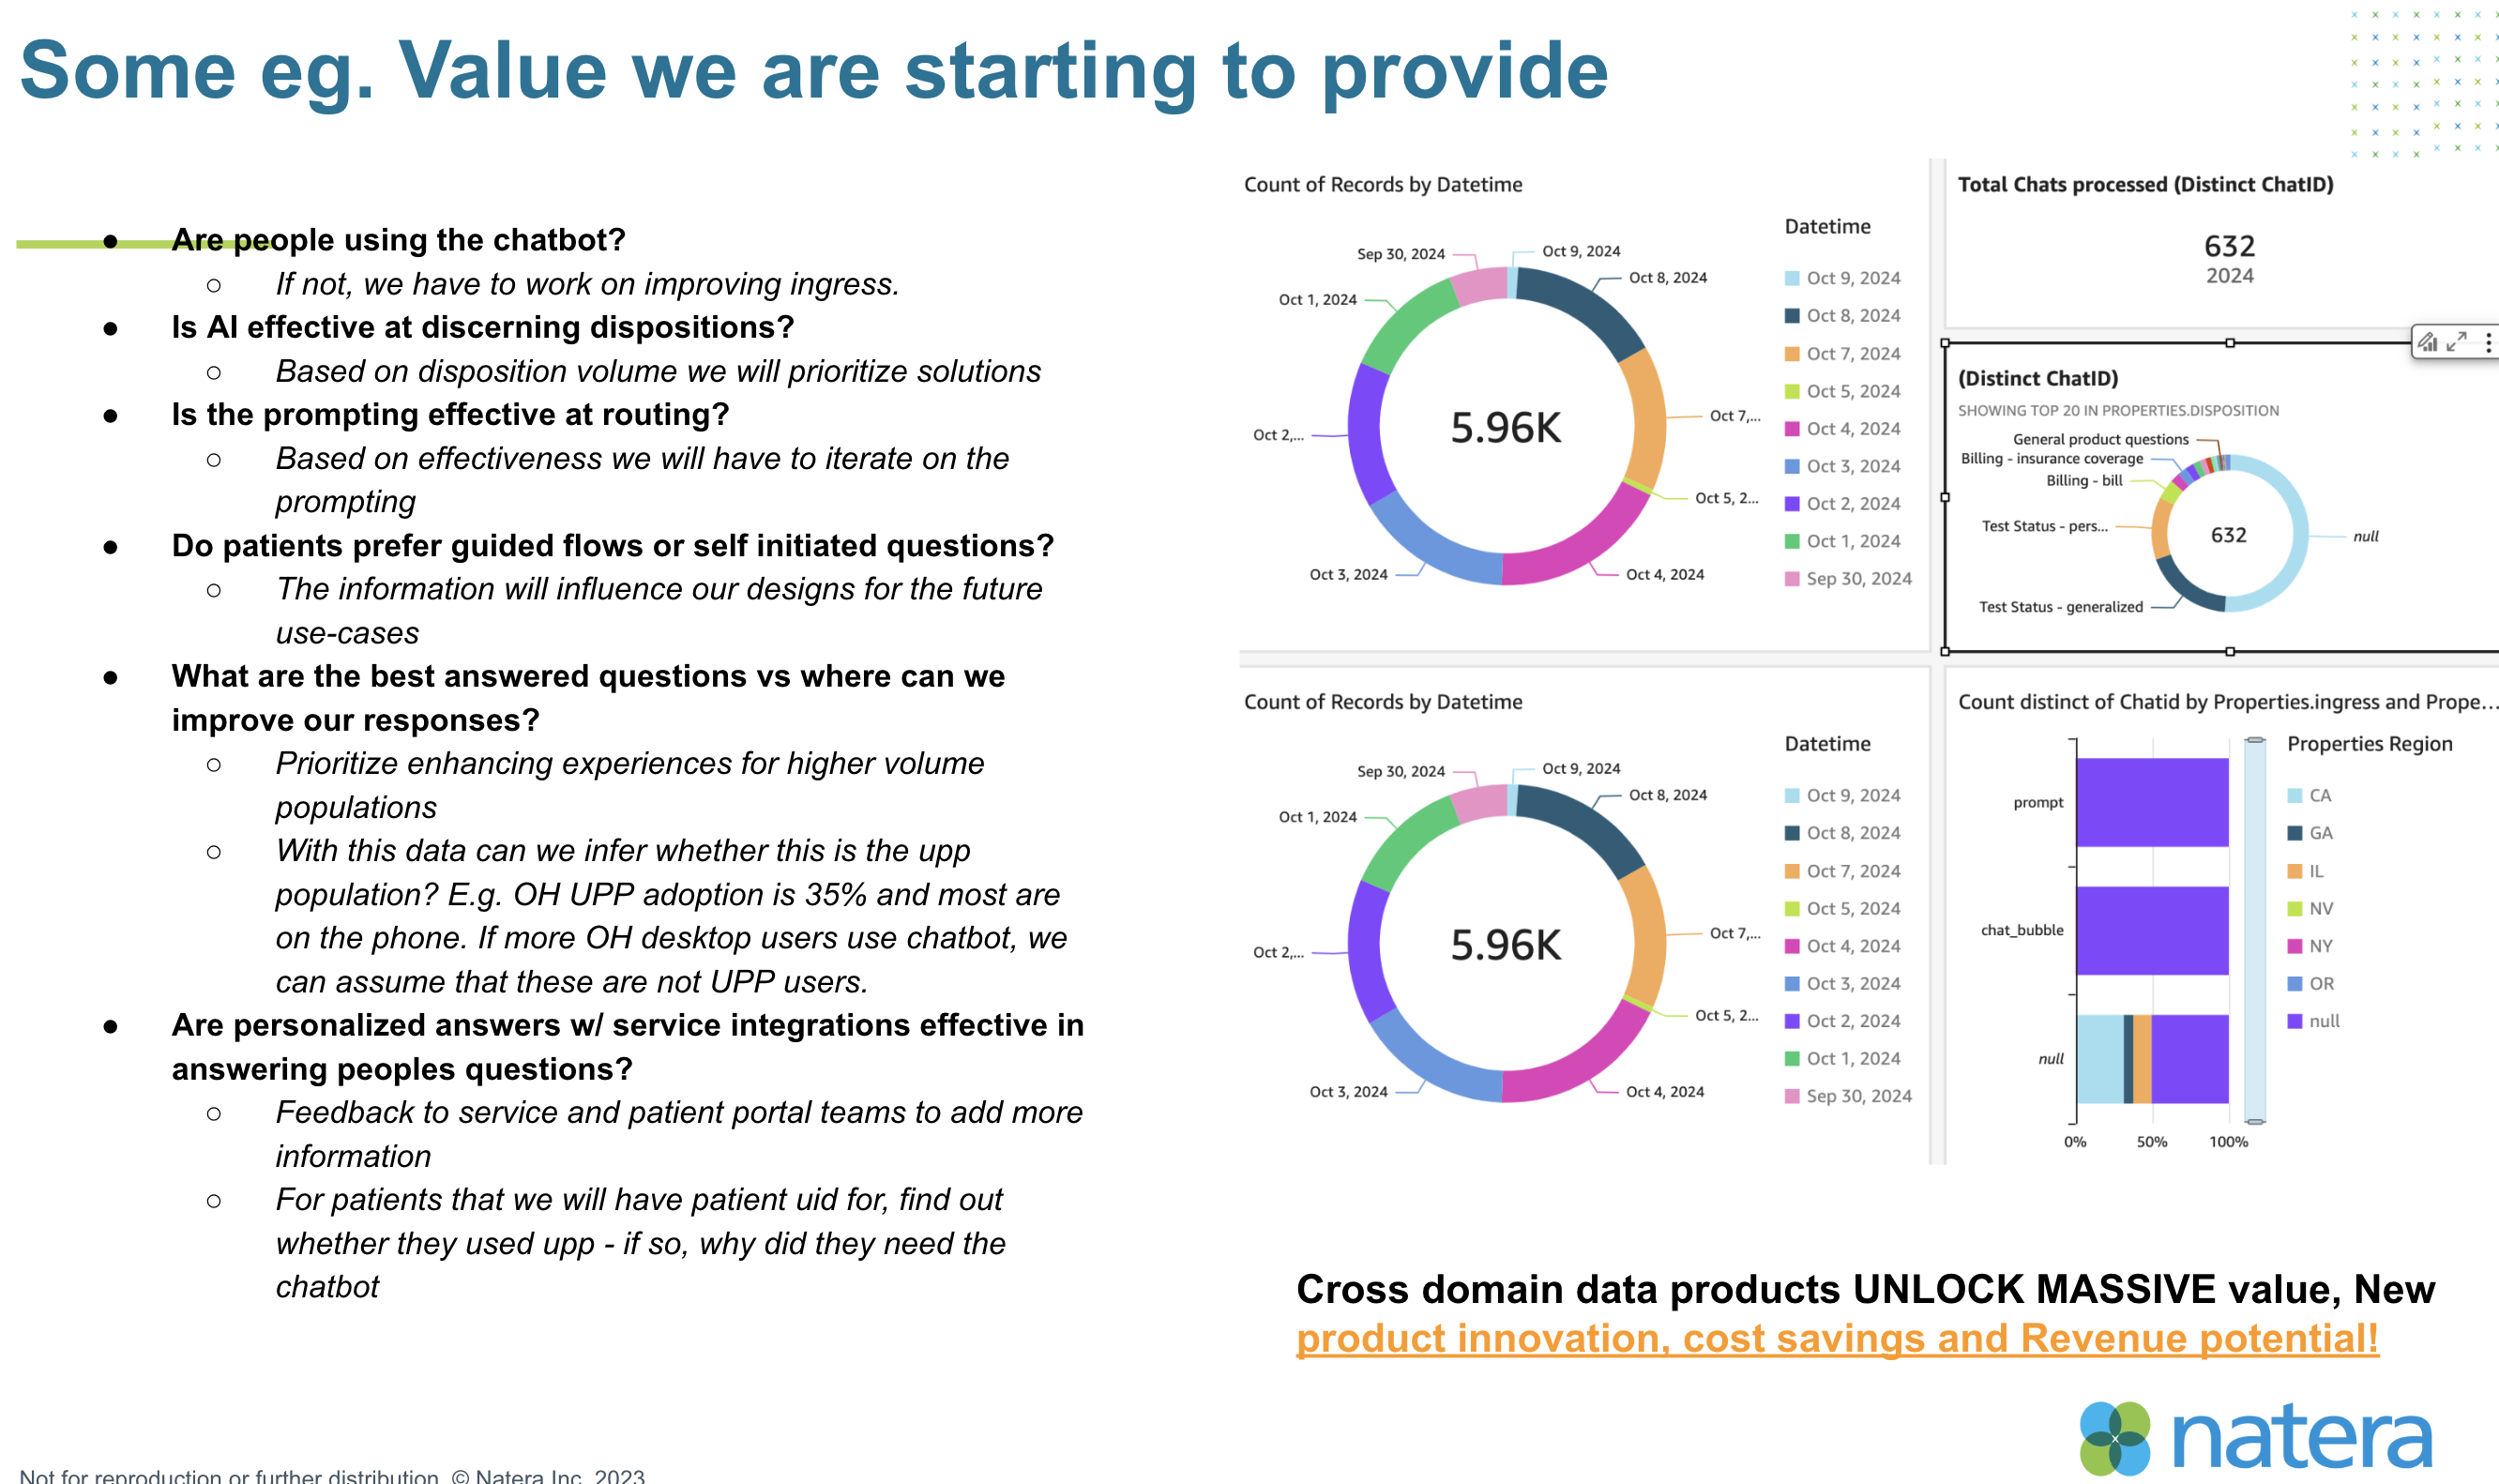 Some eg. Value we are starting to provide
● Are people using the chatbot?
○ If not, we have to work on improving ingress.
● Is AI effective at discerning dispositions?
○ Based on disposition volume we will prioritize solutions
● Is the prompting effective at routing?
○ Based on effectiveness we will have to iterate on the
prompting
● Do patients prefer guided flows or self initiated questions?
○ The information will influence our designs for the future
use-cases
● What are the best answered questions vs where can we
improve our responses?
○ Prioritize enhancing experiences for higher volume
populations
○ With this data can we infer whether this is the upp
population? E.g. OH UPP adoption is 35% and most are
on the phone. If more OH desktop users use chatbot, we
can assume that these are not UPP users.
● Are personalized answers w/ service integrations effective in
answering peoples questions?
○ Feedback to service and patient portal teams to add more
information
○ For patients that we will have patient uid for, find out
whether they used upp - if so, why did they need the
chatbot
Count of Records by Datetime
Sep 30, 2024
Oct 9, 2024
Oct 8, 2024
Oct 1, 2024
Oct 7,...
Oct 2,...
5.96K
Oct 5, 2...
Oct 3, 2024
Oct 4, 2024
Datetime
Oct 9, 2024
Oct 8, 2024
Oct 7, 2024
Oct 5, 2024
Oct 4, 2024
Oct 3, 2024
Oct 2, 2024
Oct 1, 2024
Sep 30, 2024
Total Chats processed (Distinct ChatID)
632
2024
(Distinct ChatID)
SHOWING TOP 20 IN PROPERTIES.DISPOSITION
General product questions
Billing - insurance coverage
Billing - bill
Test Status - pers...
632
null
Test Status - generalized
Count of Records by Datetime
Sep 30, 2024
Oct 9, 2024
Oct 8, 2024
Oct 1, 2024
Oct 7,...
Oct 2,...
5.96K
Oct 5, 2...
Oct 3, 2024
Oct 4, 2024
Datetime
Oct 9, 2024
Oct 8, 2024
Oct 7, 2024
Oct 5, 2024
Oct 4, 2024
Oct 3, 2024
Oct 2, 2024
Oct 1, 2024
Sep 30, 2024
Count distinct of Chatid by Properties.ingress and Prope...
prompt
chat_bubble
null
0% 50% 100%
Properties Region
CA
GA
IL
NV
NY
OR
null
Cross domain data products UNLOCK MASSIVE value, New
product innovation, cost savings and Revenue potential!
natera
Not for reproduction or further distribution. © Natera Inc. 2023